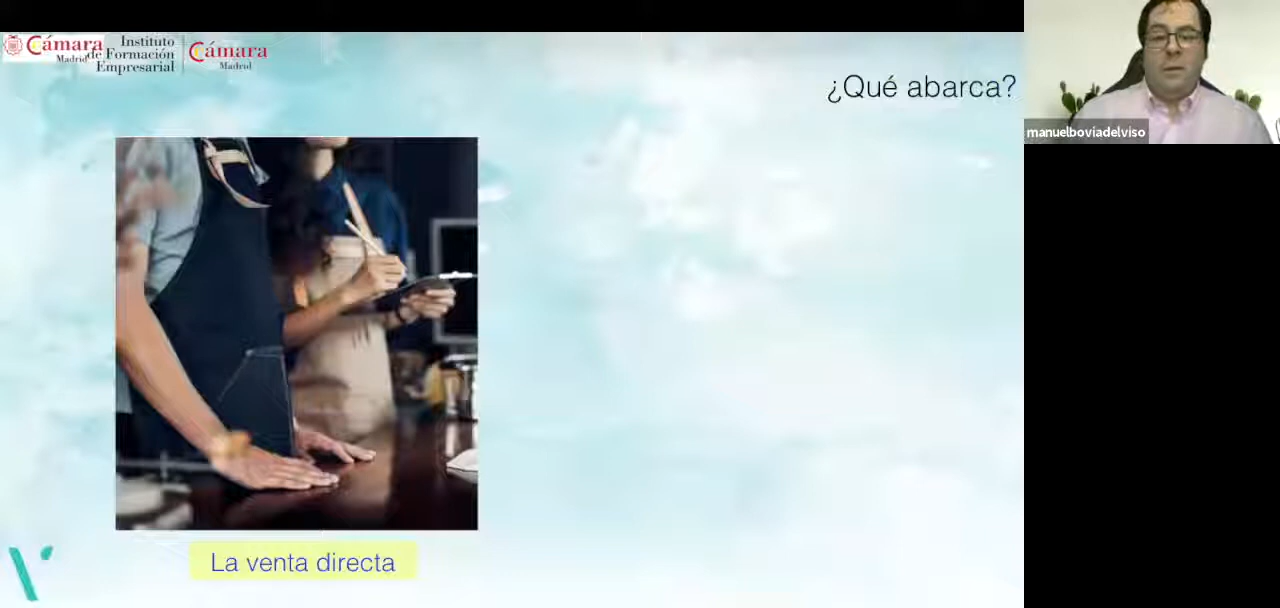 Cámara
Madrid
Instituto
de Formación
Empresarial
Cámara
Madrid
¿Qué abarca?
manuelboviadelviso
La venta directa